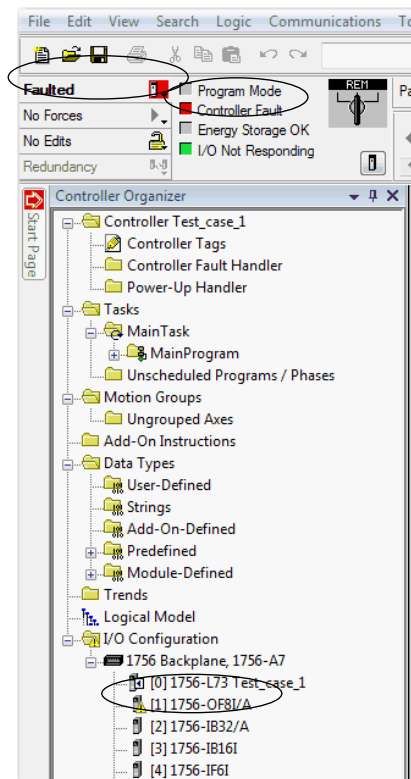 File Edit View Search Logic Communications To
Faulted
No Forces
No Edits
Redundancy
Program Mode
Controller Fault
Energy Storage OK
I/O Not Responding
REM
Pa
Start Page
Controller Organizer
Controller Test_case_1
Controller Tags
Controller Fault Handler
Power-Up Handler
Tasks
MainTask
MainProgram
Unscheduled Programs / Phases
Motion Groups
Ungrouped Axes
Add-On Instructions
Data Types
User-Defined
Strings
Add-On-Defined
Predefined
Module-Defined
Trends
Logical Model
I/O Configuration
1756 Backplane, 1756-A7
[0] 1756-L73 Test_case_1
[1] 1756-OF8I/A
[2] 1756-IB32/A
[3] 1756-IB16I
[4] 1756-IF6I